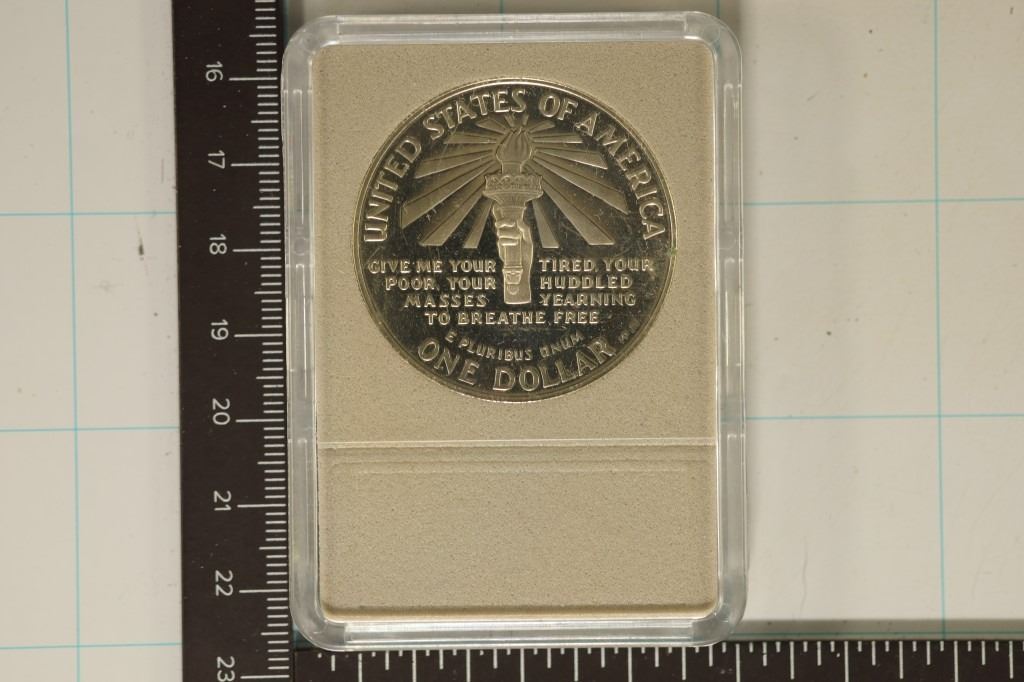 UNITED STATES OF AMERICA
GIVE ME YOUR TIRED, YOUR
POOR, YOUR HUDDLED
MASSES YEARNING
TO BREATHE FREE
E PLURIBUS UNUM
ONE DOLLAR
16
17
18
19
20
21
22
23